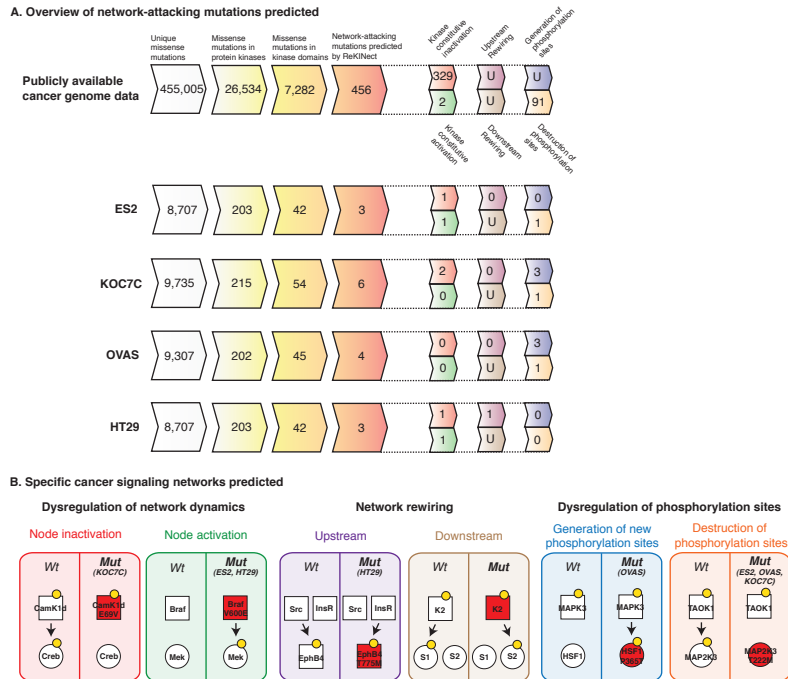 A. Overview of network-attacking mutations predicted
Unique
missense
mutations
Missense
mutations in
protein kinases
Missense
mutations in
kinase domains
Network-attacking
mutations predicted
by ReKINect
Kinase
constitutive
inactivation
Upstream
Rewiring
Generation of
phosphorylation
sites
Publicly available
cancer genome data
455,005
26,534
7,282
456
329
U
U
2
U
91
Kinase
constitutive
activation
Downstream
Rewiring
Destruction of
phosphorylation
sites
ES2
8,707
203
42
3
1
0
0
1
U
1
KOC7C
9,735
215
54
6
2
0
3
0
U
1
OVAS
9,307
202
45
4
0
0
3
0
U
1
HT29
8,707
203
42
3
1
1
0
1
U
0
B. Specific cancer signaling networks predicted
Dysregulation of network dynamics
Network rewiring
Dysregulation of phosphorylation sites
Node inactivation
Node activation
Upstream
Downstream
Generation of new
phosphorylation sites
Destruction of
phosphorylation sites
Wt
Mut
(KOC7C)
CamK1d
CamK1d
E69V
Creb
Creb
Wt
Mut
(ES2, HT29)
Braf
Braf
V600E
Mek
Mek
Wt
Mut
(HT29)
Src
InsR
Src
InsR
EphB4
EphB4
T775M
Wt
Mut
K2
K2
S1
S2
S1
S2
Wt
Mut
(OVAS)
MAPK3
MAPK3
HSF1
HSF1
P365T
Wt
Mut
(ES2, OVAS,
KOC7C)
TAOK1
TAOK1
MAP2K3
MAP2K3
T222M